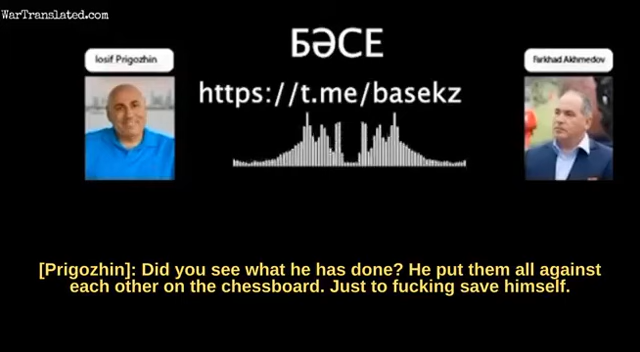 WarTranslated.com
БӘСЕ
Iosif Prigozhin
Farkhad Akhmedov
https://t.me/basekz
[Prigozhin]: Did you see what he has done? He put them all against
each other on the chessboard. Just to fucking save himself.